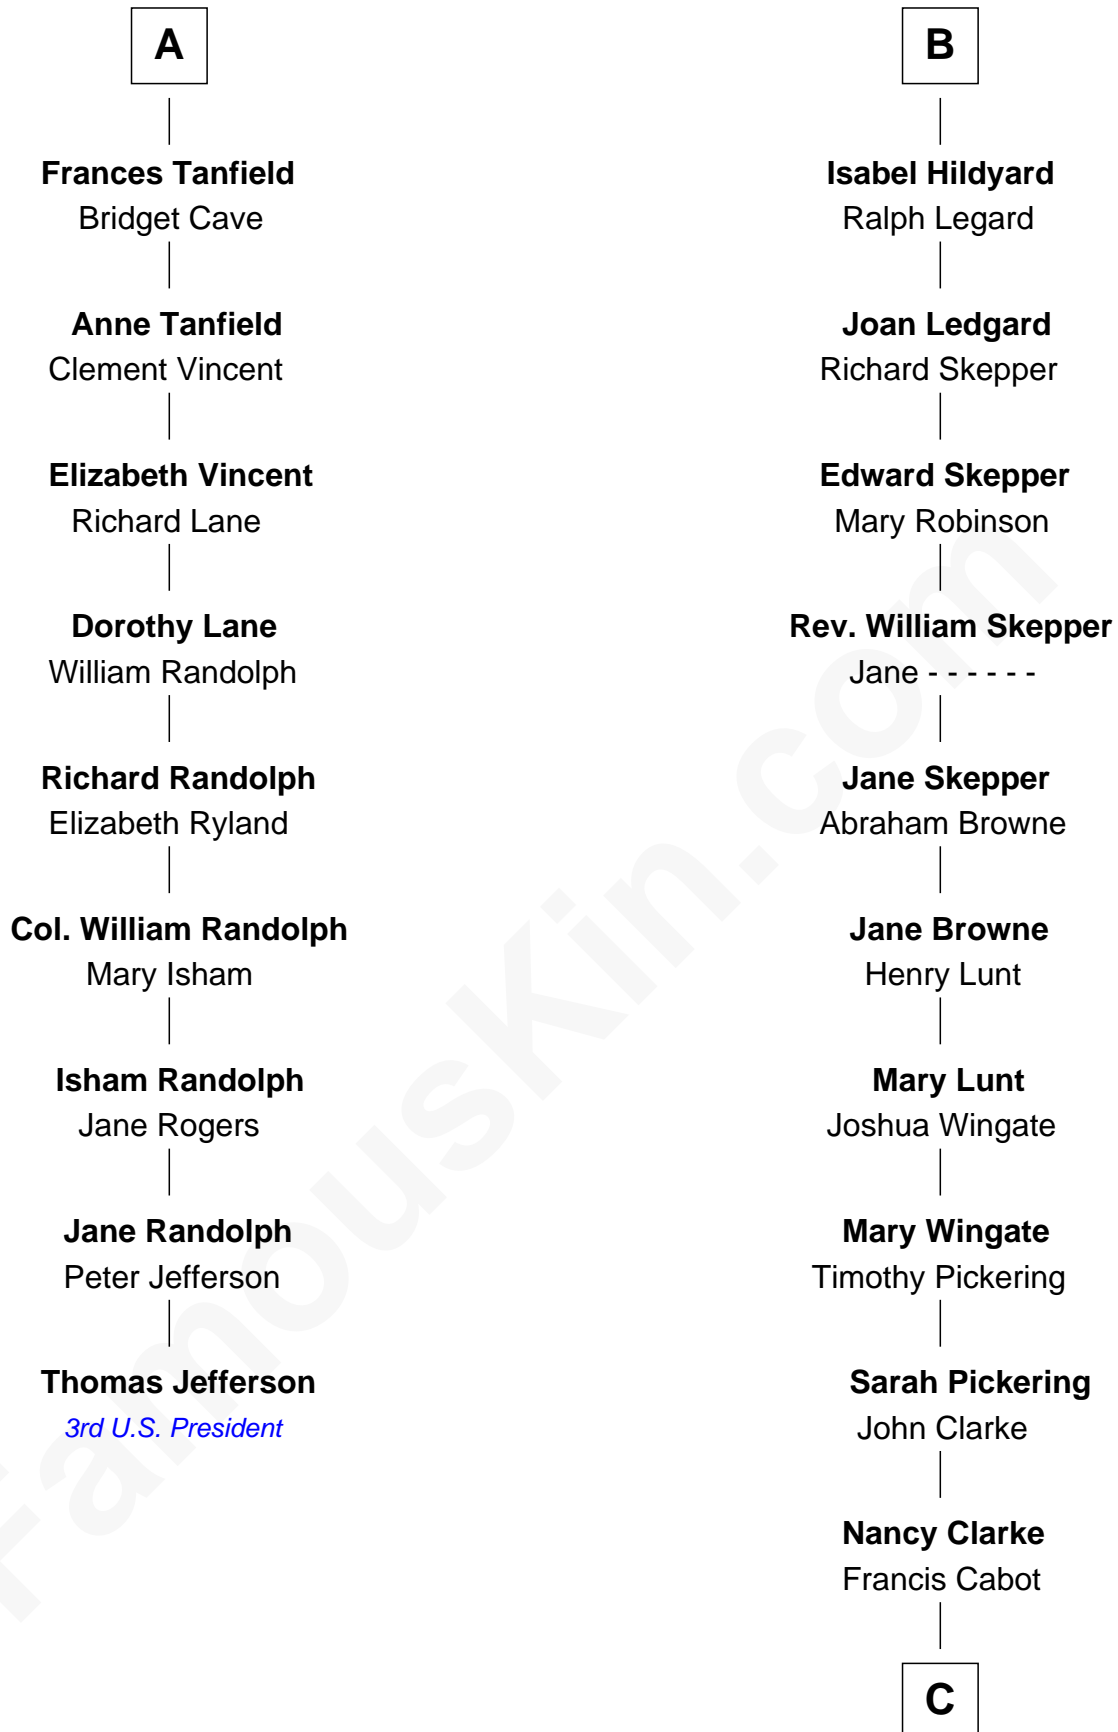 A
Frances Tanfield
Bridget Cave
Anne Tanfield
Clement Vincent
Elizabeth Vincent
Richard Lane
Dorothy Lane
William Randolph
Richard Randolph
Elizabeth Ryland
Col. William Randolph
Mary Isham
Isham Randolph
Jane Rogers
Jane Randolph
Peter Jefferson
Thomas Jefferson
3rd U.S. President
B
Isabel Hildyard
Ralph Legard
Joan Ledgard
Richard Skepper
Edward Skepper
Mary Robinson
Rev. William Skepper
Jane - - - - - -
Jane Skepper
Abraham Browne
Jane Browne
Henry Lunt
Mary Lunt
Joshua Wingate
Mary Wingate
Timothy Pickering
Sarah Pickering
John Clarke
Nancy Clarke
Francis Cabot
C
FamousKin.com